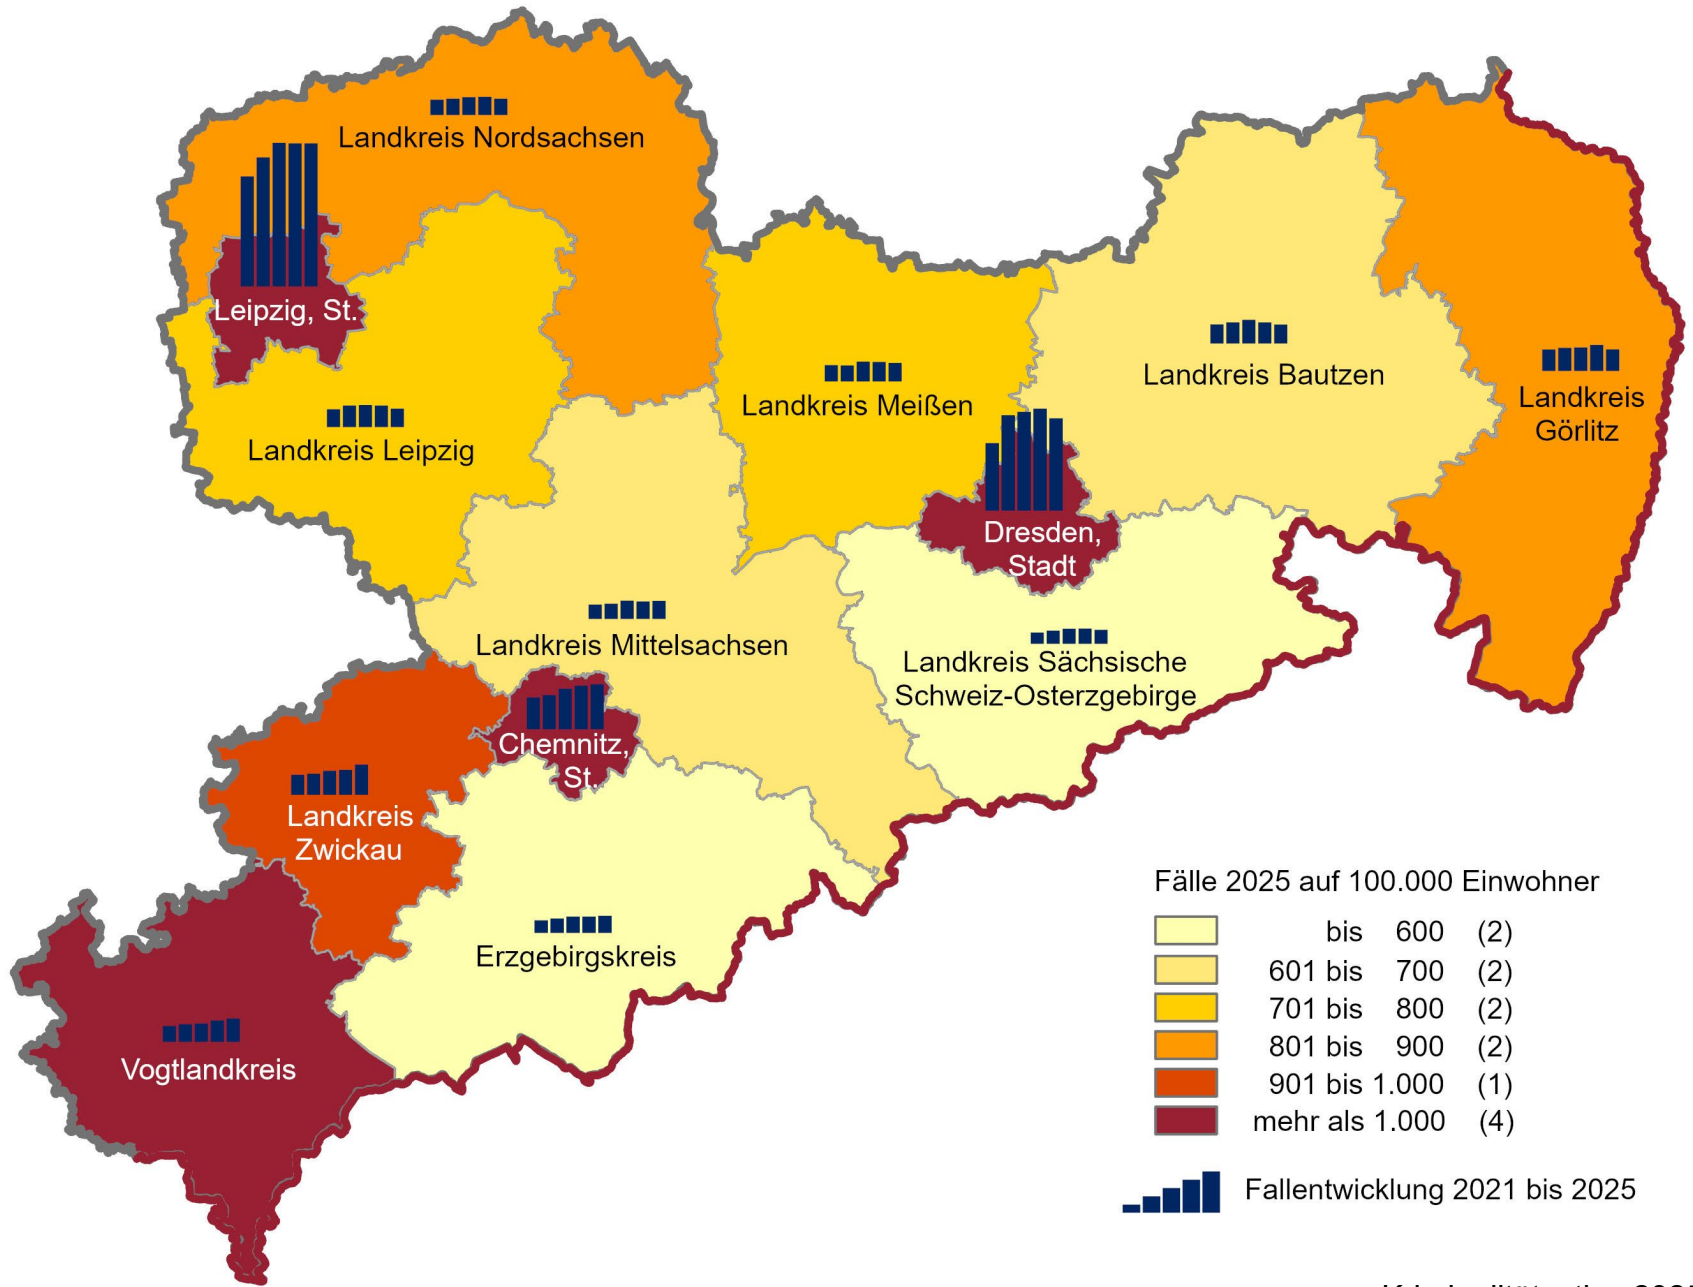 Landkreis Nordsachsen
Leipzig, St.
Landkreis Leipzig
Landkreis Meißen
Landkreis Bautzen
Landkreis
Görlitz
Dresden,
Stadt
Landkreis Mittelsachsen
Landkreis Sächsische
Schweiz-Osterzgebirge
Chemnitz,
St.
Landkreis
Zwickau
Erzgebirgskreis
Vogtlandkreis
Fälle 2025 auf 100.000 Einwohner
bis 600 (2)
601 bis 700 (2)
701 bis 800 (2)
801 bis 900 (2)
901 bis 1.000 (1)
mehr als 1.000 (4)
Fallentwicklung 2021 bis 2025